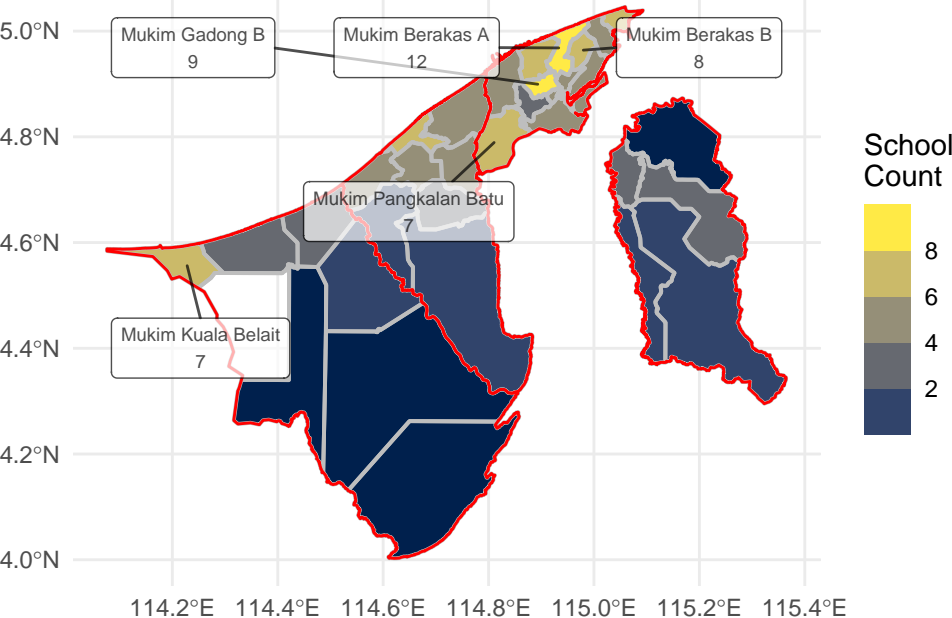 5.0°N
4.8°N
4.6°N
4.4°N
4.2°N
4.0°N
Mukim Gadong B
9
Mukim Berakas A
12
Mukim Berakas B
8
Mukim Pangkalan Batu
7
Mukim Kuala Belait
7
School
Count
8
6
4
2
114.2°E 114.4°E 114.6°E 114.8°E 115.0°E 115.2°E 115.4°E